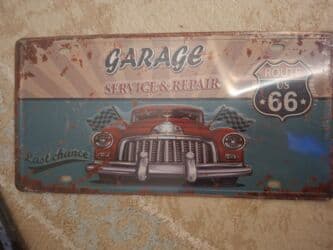 GARAGE
SERVICE & REPAIR
ROUTE
US
66
Last chance